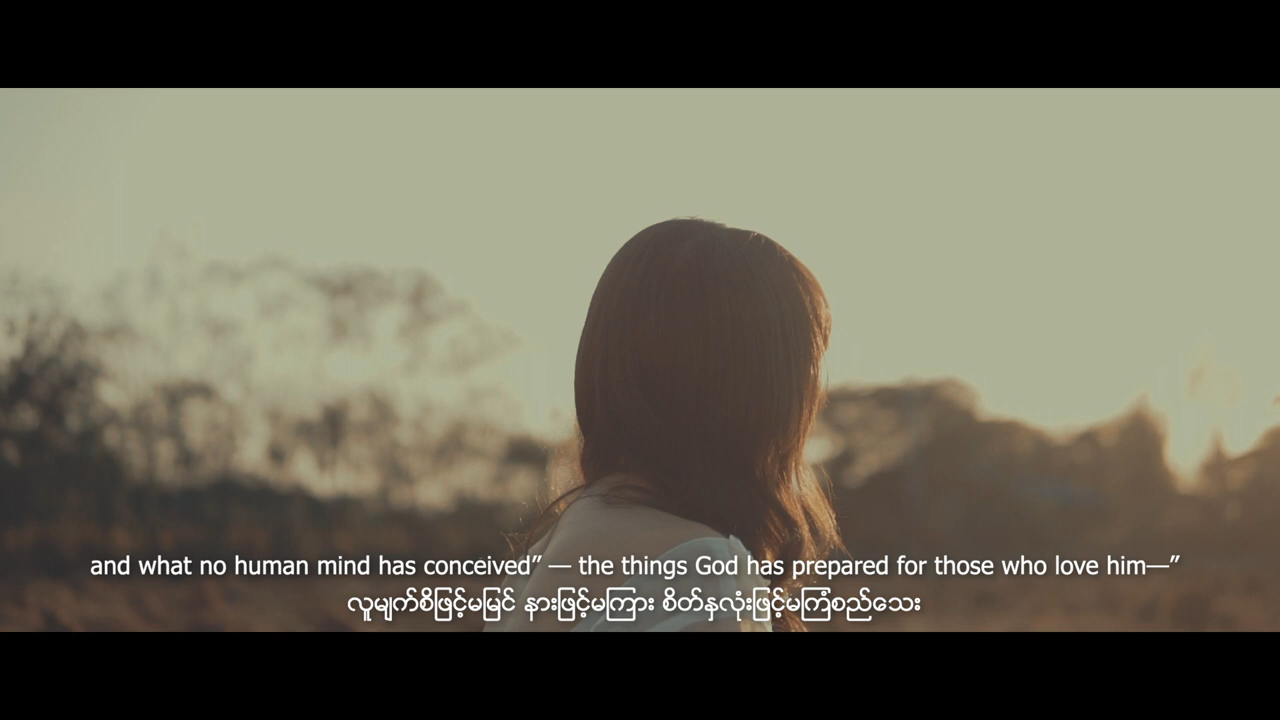 and what no human mind has conceived” — the things God has prepared for those who love him—”
လူမျက်စိဖြင့်မမြင် နားဖြင့်မကြား စိတ်နှလုံးဖြင့်မကြံစည်သေး